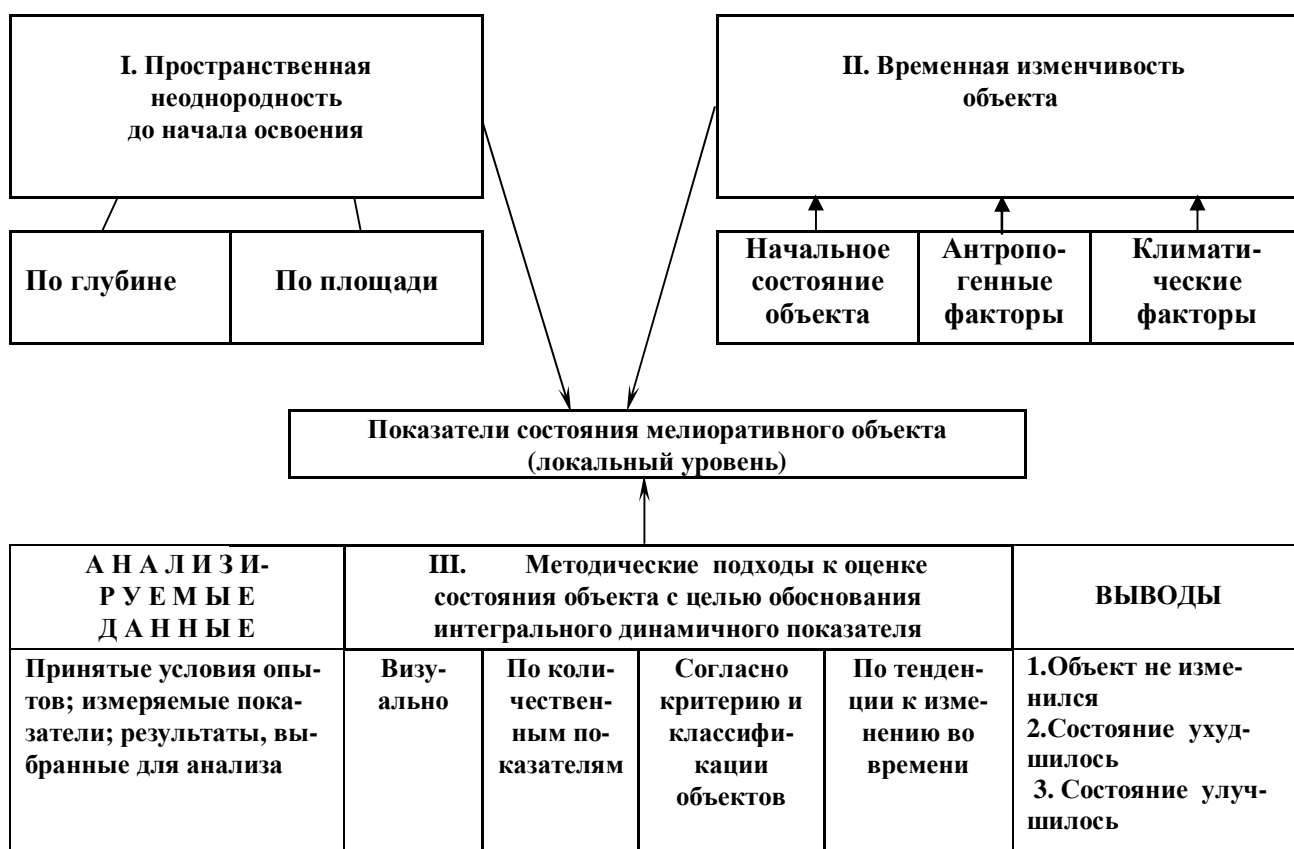 I. Пространственная
неоднородность
до начала освоения
II. Временная изменчивость
объекта
По глубине
По площади
Начальное
состояние
объекта
Антропо-
генные
факторы
Климати-
ческие
факторы
Показатели состояния мелиоративного объекта
(локальный уровень)
А Н А Л И З И-
Р У Е М Ы Е
Д А Н Н Ы Е
III. Методические подходы к оценке
состояния объекта с целью обоснования
интегрального динамичного показателя
ВЫВОДЫ
Принятые условия опы-
тов; измеряемые пока-
затели; результаты, вы-
бранные для анализа
Визу-
ально
По коли-
чествен-
ным по-
казателям
Согласно
критерию и
классифи-
кации
объектов
По тенден-
ции к изме-
нению во
времени
1.Объект не изме-
нился
2.Состояние ухуд-
шилось
3. Состояние улуч-
шилось